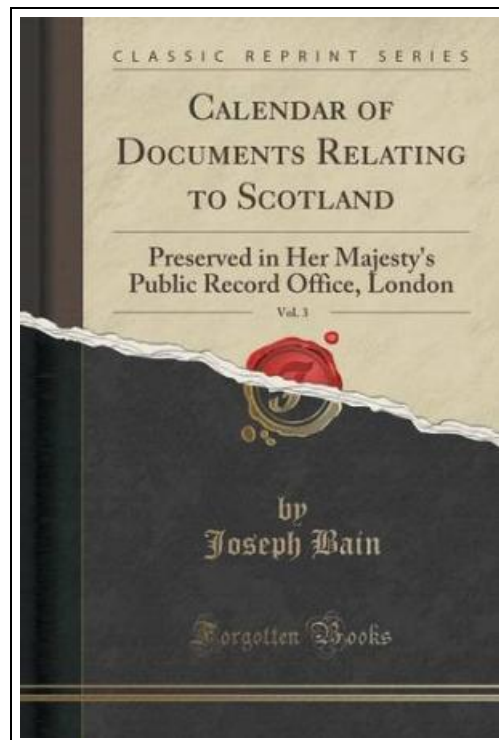 CLASSIC REPRINT SERIES
CALENDAR OF
DOCUMENTS RELATING
TO SCOTLAND
Preserved in Her Majesty's
Public Record Office, London
Vol. 3
by
Joseph Bain
Forgotten Books